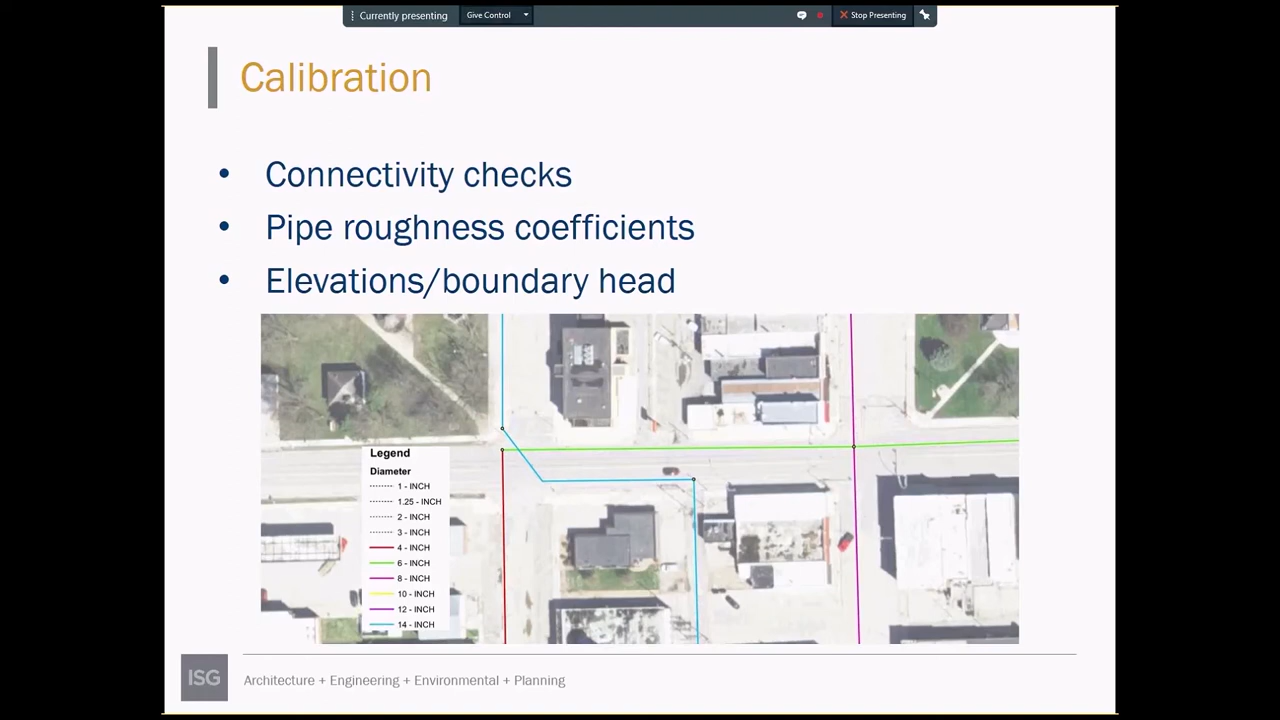 Currently presenting
Give Control
Stop Presenting
Calibration
• Connectivity checks
• Pipe roughness coefficients
• Elevations/boundary head
Legend
Diameter
1 - INCH
1.25 - INCH
2 - INCH
3 - INCH
4 - INCH
6 - INCH
8 - INCH
10 - INCH
12 - INCH
14 - INCH
ISG
Architecture + Engineering + Environmental + Planning